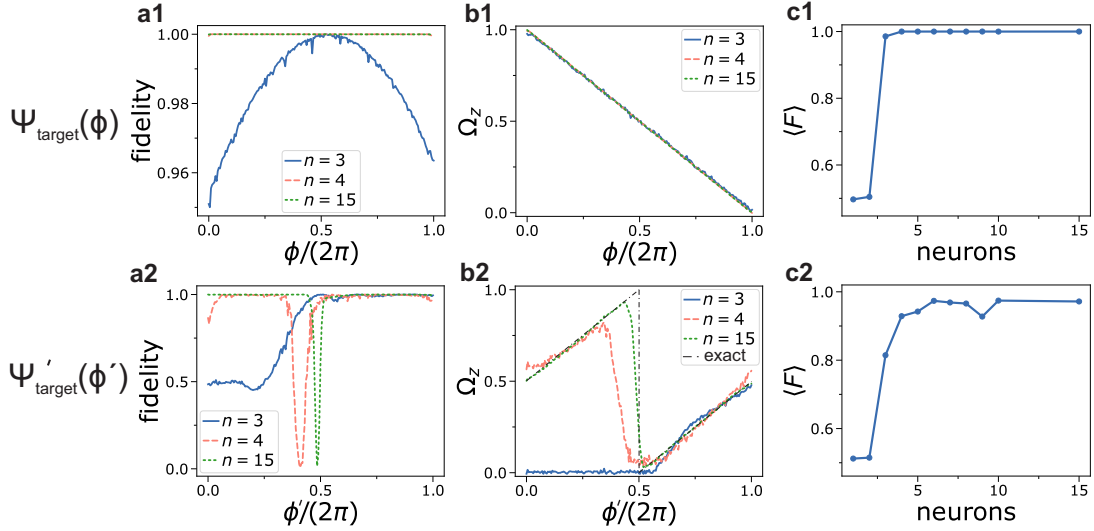 a1
b1
c1
Ψtarget(ϕ)
fidelity
1.00
0.98
0.96
n = 3
n = 4
n = 15
0.0
0.5
1.0
ϕ/(2π)
Ωz
1.0
0.5
0.0
n = 3
n = 4
n = 15
0.0
0.5
1.0
ϕ/(2π)
⟨F⟩
1.0
0.8
0.6
5
10
15
neurons
a2
b2
c2
Ψ′target(ϕ′)
fidelity
1.0
0.5
0.0
n = 3
n = 4
n = 15
0.0
0.5
1.0
ϕ′/(2π)
Ωz
1.0
0.5
0.0
n = 3
n = 4
n = 15
exact
0.0
0.5
1.0
ϕ′/(2π)
⟨F⟩
1.0
0.8
0.6
5
10
15
neurons